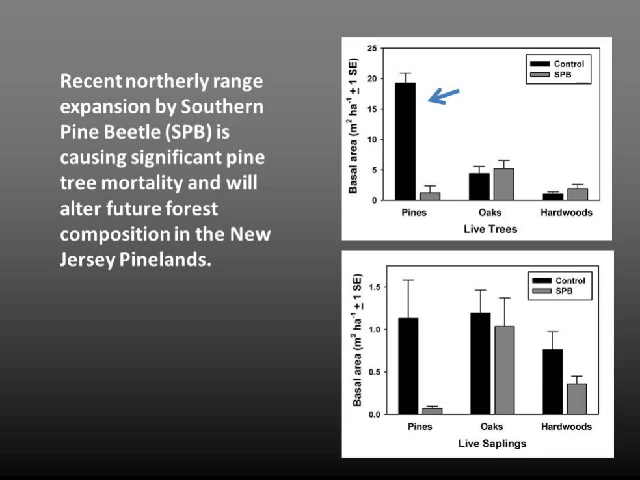 Recent northerly range
expansion by Southern
Pine Beetle (SPB) is
causing significant pine
tree mortality and will
alter future forest
composition in the New
Jersey Pinelands.
Basal area (m² ha⁻¹ ± 1 SE)
25
20
15
10
5
0
Control
SPB
Pines Oaks Hardwoods
Live Trees
Basal area (m² ha⁻¹ ± 1 SE)
1.5
1.0
0.5
0.0
Control
SPB
Pines Oaks Hardwoods
Live Saplings